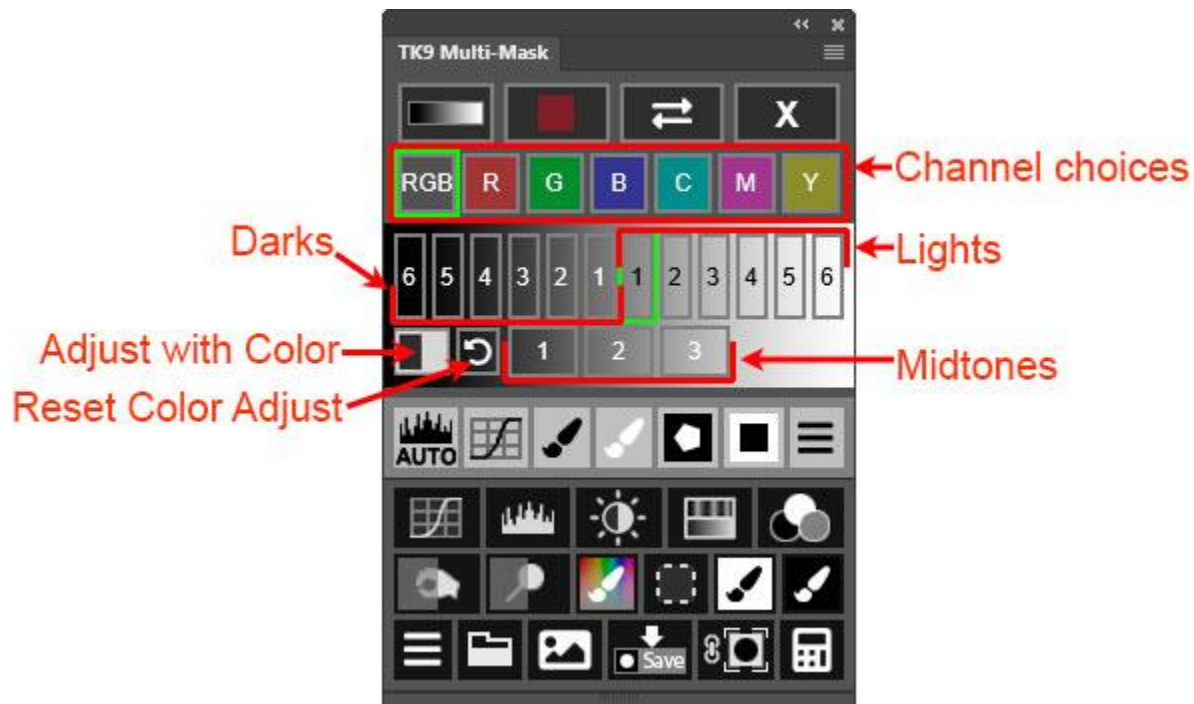 TK9 Multi-Mask
X
RGB R G B C M Y
Channel choices
Darks
Lights
6 5 4 3 2 1 1 2 3 4 5 6
Adjust with Color
1 2 3
Midtones
Reset Color Adjust
AUTO
Save